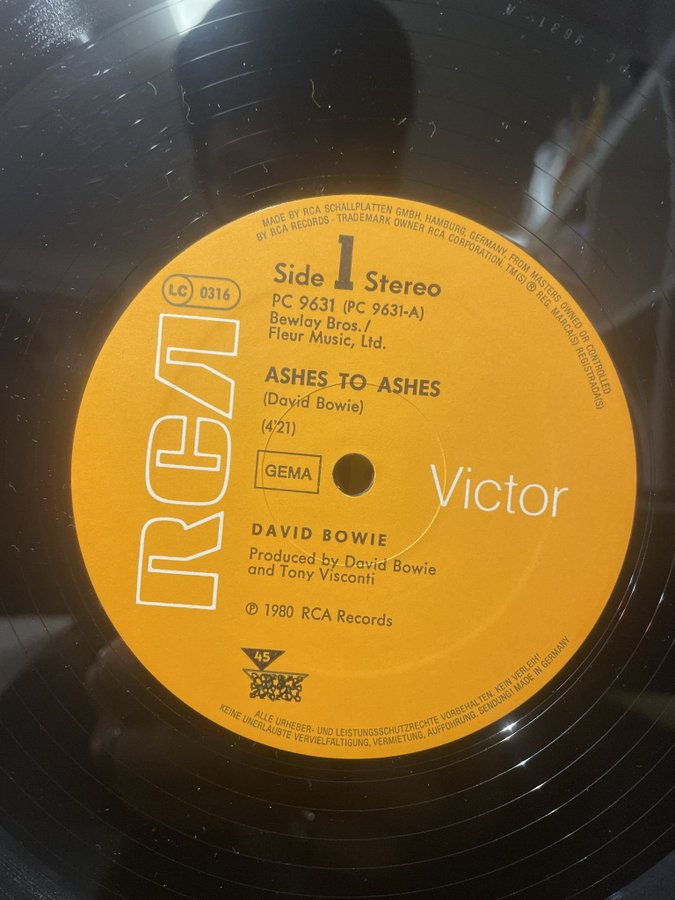 PC-9631-A
MADE BY RCA SCHALLPLATTEN GMBH, HAMBURG, GERMANY, FROM MASTERS OWNED OR CONTROLLED
BY RCA RECORDS - TRADEMARK OWNER RCA CORPORATION. TM(S) ® REG. MARCA(S) REGISTRADA(S)
Side 1 Stereo
LC 0316
PC 9631 (PC 9631-A)
Bewlay Bros./
Fleur Music, Ltd.
RCA
ASHES TO ASHES
(David Bowie)
(4'21)
GEMA
Victor
DAVID BOWIE
Produced by David Bowie
and Tony Visconti
℗ 1980 RCA Records
45
ALLE URHEBER- UND LEISTUNGSSCHUTZRECHTE VORBEHALTEN. KEIN VERLEIH!
KEINE UNERLAUBTE VERVIELFÄLTIGUNG, VERMIETUNG, AUFFÜHRUNG, SENDUNG! MADE IN GERMANY